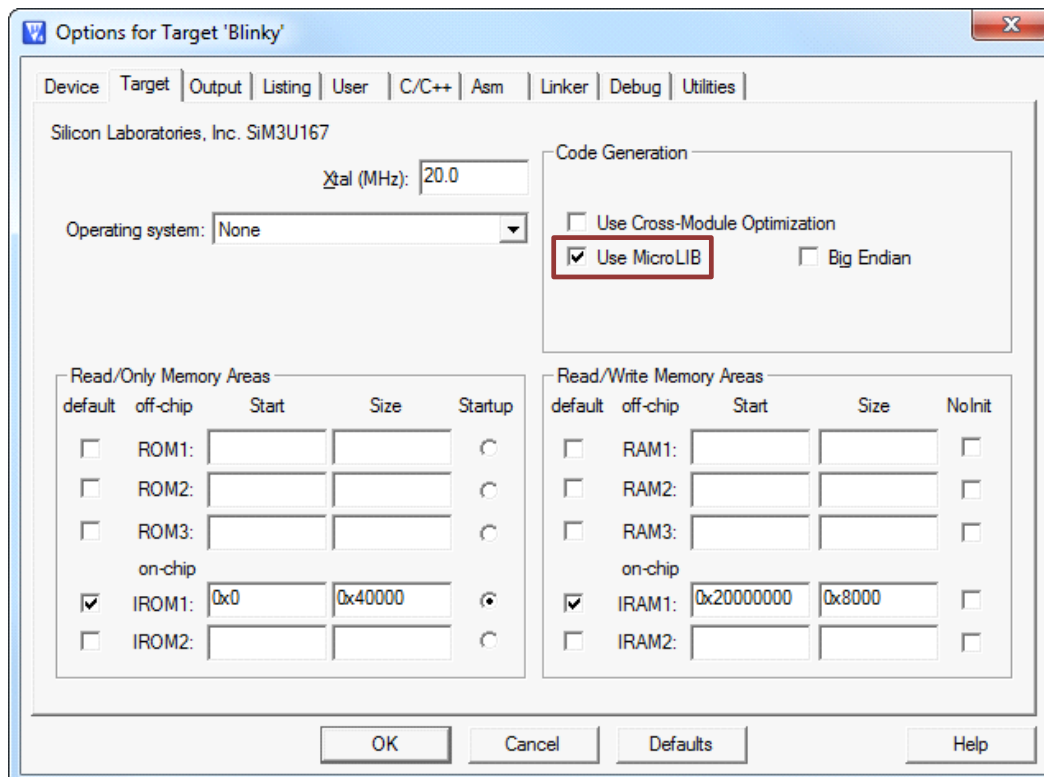 Options for Target 'Blinky'
Device Target Output Listing User C/C++ Asm Linker Debug Utilities
Silicon Laboratories, Inc. SiM3U167
Xtal (MHz): 20.0
Operating system: None
Code Generation
Use Cross-Module Optimization
Use MicroLIB Big Endian
Read/Only Memory Areas
default off-chip Start Size Startup
ROM1:
ROM2:
ROM3:
on-chip
IROM1: 0x0 0x40000
IROM2:
Read/Write Memory Areas
default off-chip Start Size NoInit
RAM1:
RAM2:
RAM3:
on-chip
IRAM1: 0x20000000 0x8000
IRAM2:
OK Cancel Defaults Help